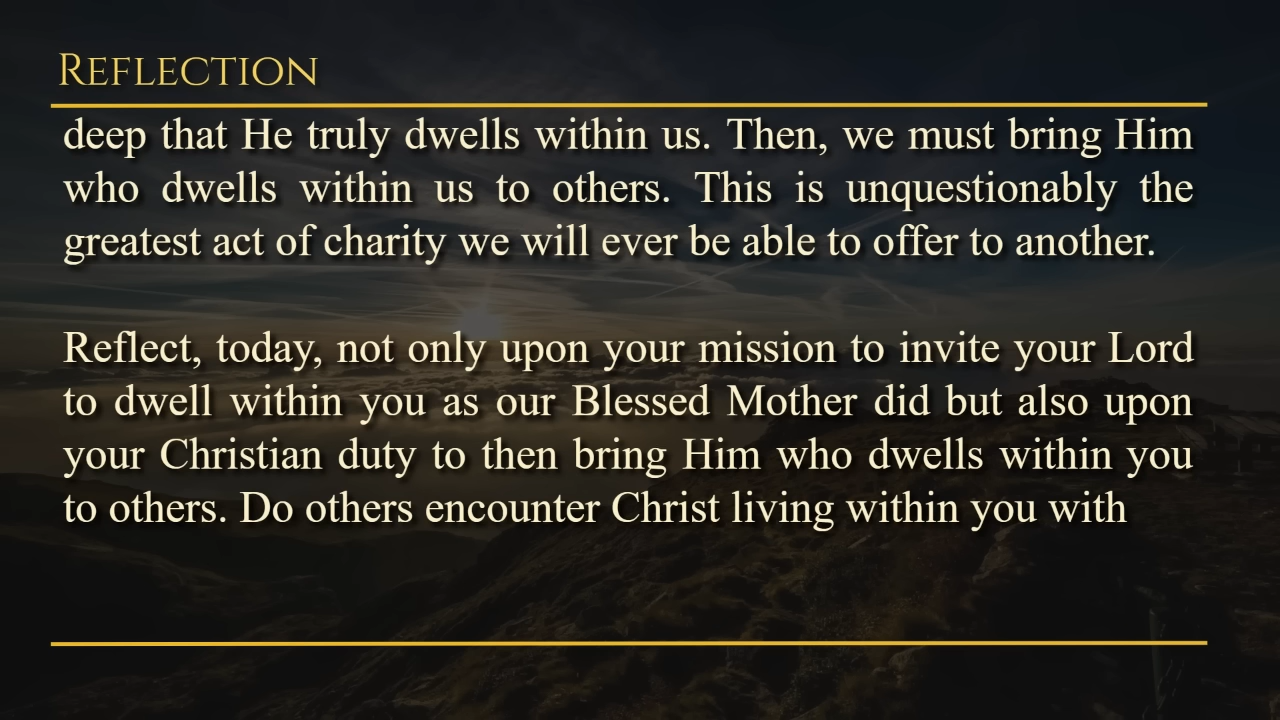 Reflection
deep that He truly dwells within us. Then, we must bring Him
who dwells within us to others. This is unquestionably the
greatest act of charity we will ever be able to offer to another.
Reflect, today, not only upon your mission to invite your Lord
to dwell within you as our Blessed Mother did but also upon
your Christian duty to then bring Him who dwells within you
to others. Do others encounter Christ living within you with